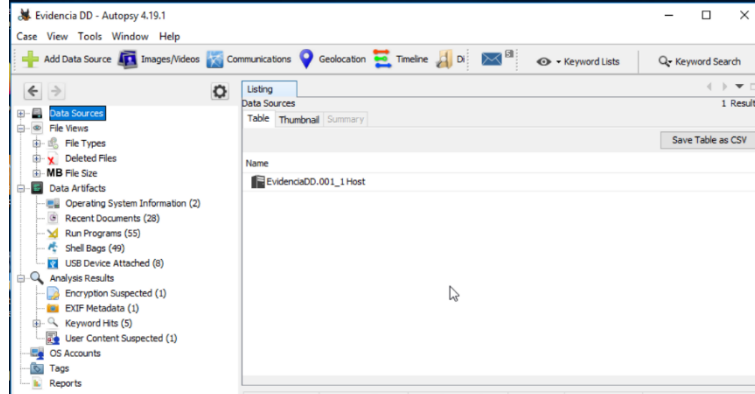 Evidencia DD - Autopsy 4.19.1
Case View Tools Window Help
Add Data Source Images/Videos Communications Geolocation Timeline Di Keyword Lists Keyword Search
Listing
Data Sources 1 Result
Table Thumbnail Summary
Save Table as CSV
Name
EvidenciaDD.001_1 Host
Data Sources
File Views
File Types
Deleted Files
MB File Size
Data Artifacts
Operating System Information (2)
Recent Documents (28)
Run Programs (55)
Shell Bags (49)
USB Device Attached (8)
Analysis Results
Encryption Suspected (1)
EXIF Metadata (1)
Keyword Hits (5)
User Content Suspected (1)
OS Accounts
Tags
Reports